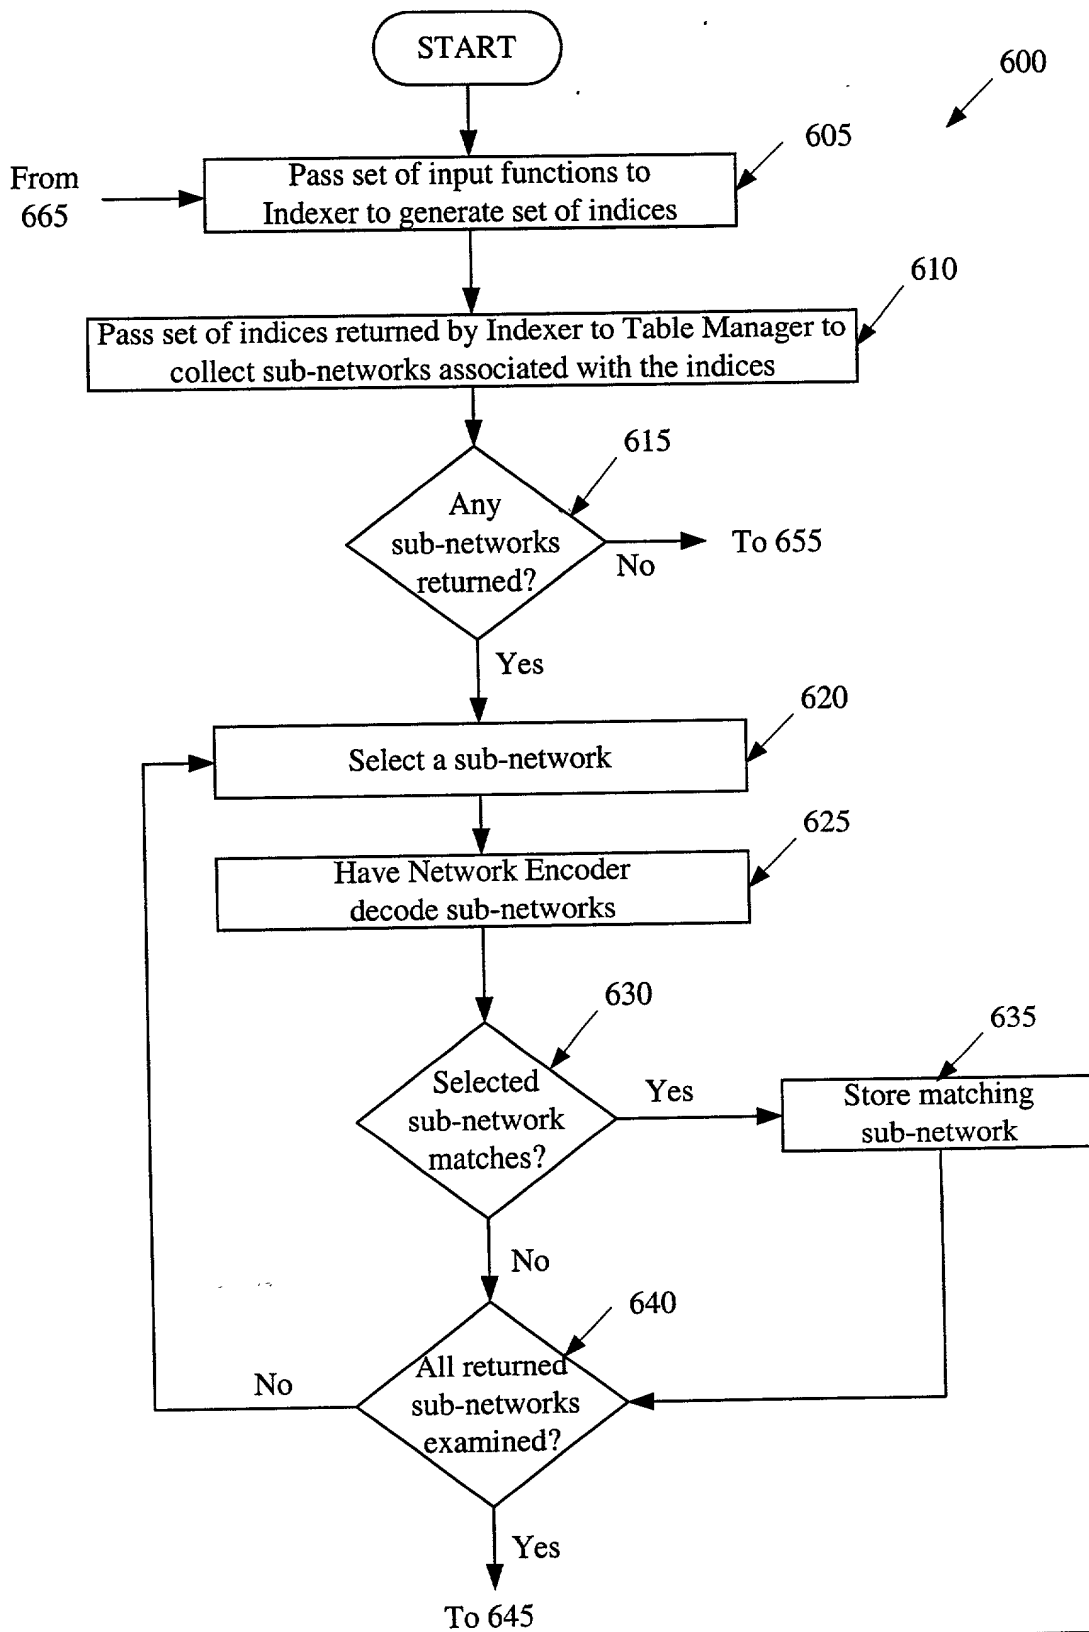 START
600
605
From
665
Pass set of input functions to
Indexer to generate set of indices
610
Pass set of indices returned by Indexer to Table Manager to
collect sub-networks associated with the indices
615
Any
sub-networks
returned?
No
To 655
Yes
620
Select a sub-network
625
Have Network Encoder
decode sub-networks
630
Selected
sub-network
matches?
Yes
635
Store matching
sub-network
No
640
All returned
sub-networks
examined?
No
Yes
To 645